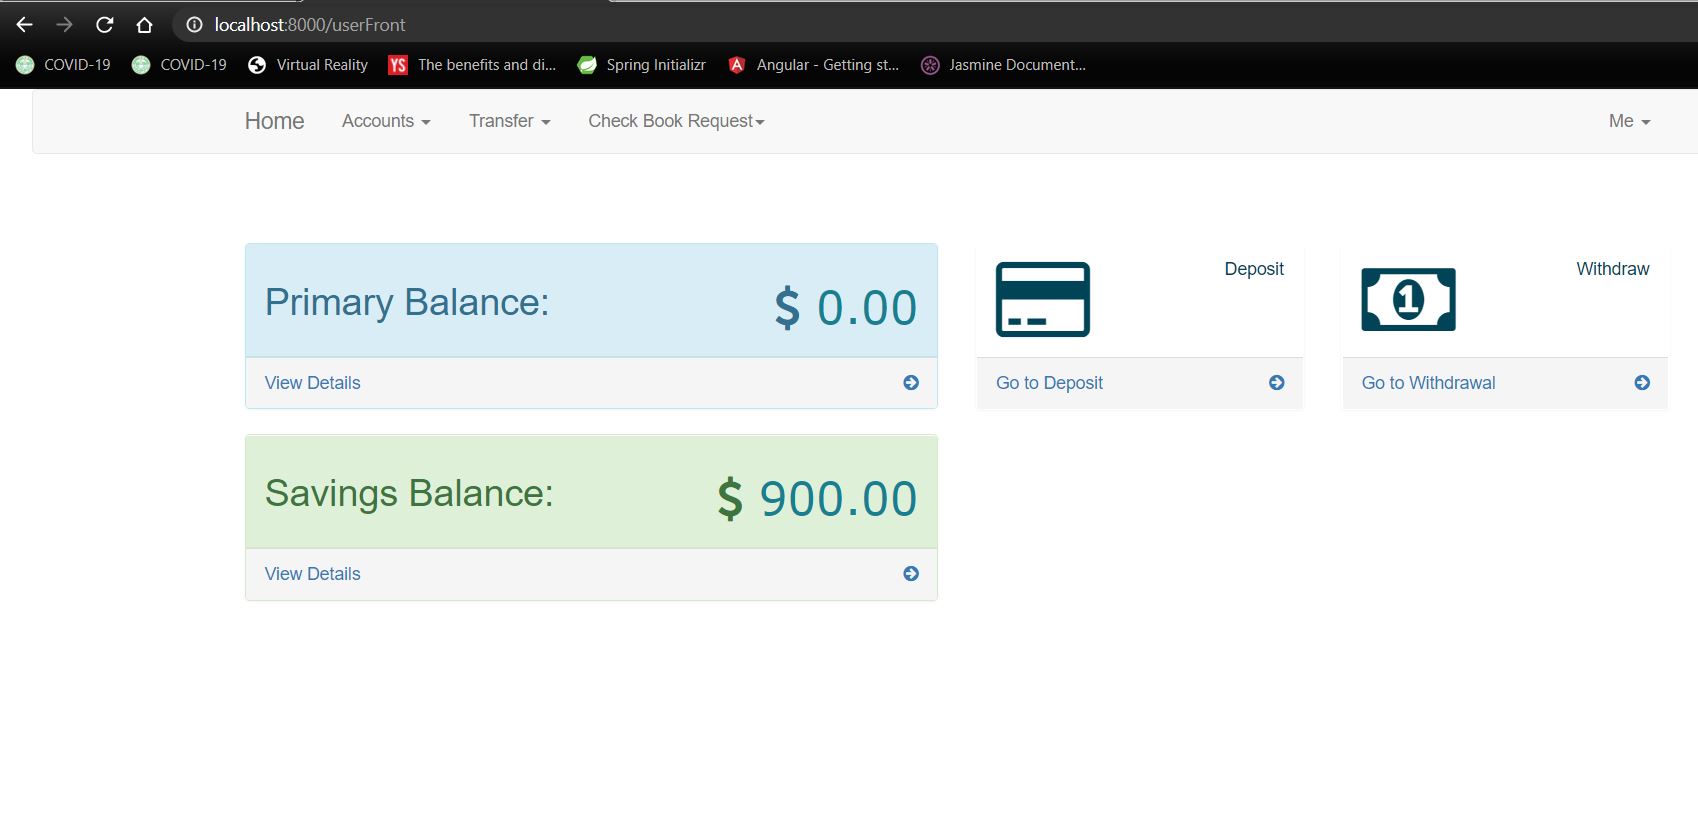 localhost:8000/userFront
COVID-19 COVID-19 Virtual Reality YS The benefits and di... Spring Initializr Angular - Getting st... Jasmine Document...
Home Accounts Transfer Check Book Request Me
Primary Balance: $ 0.00
View Details
Deposit
Go to Deposit
1 Withdraw
Go to Withdrawal
Savings Balance: $ 900.00
View Details